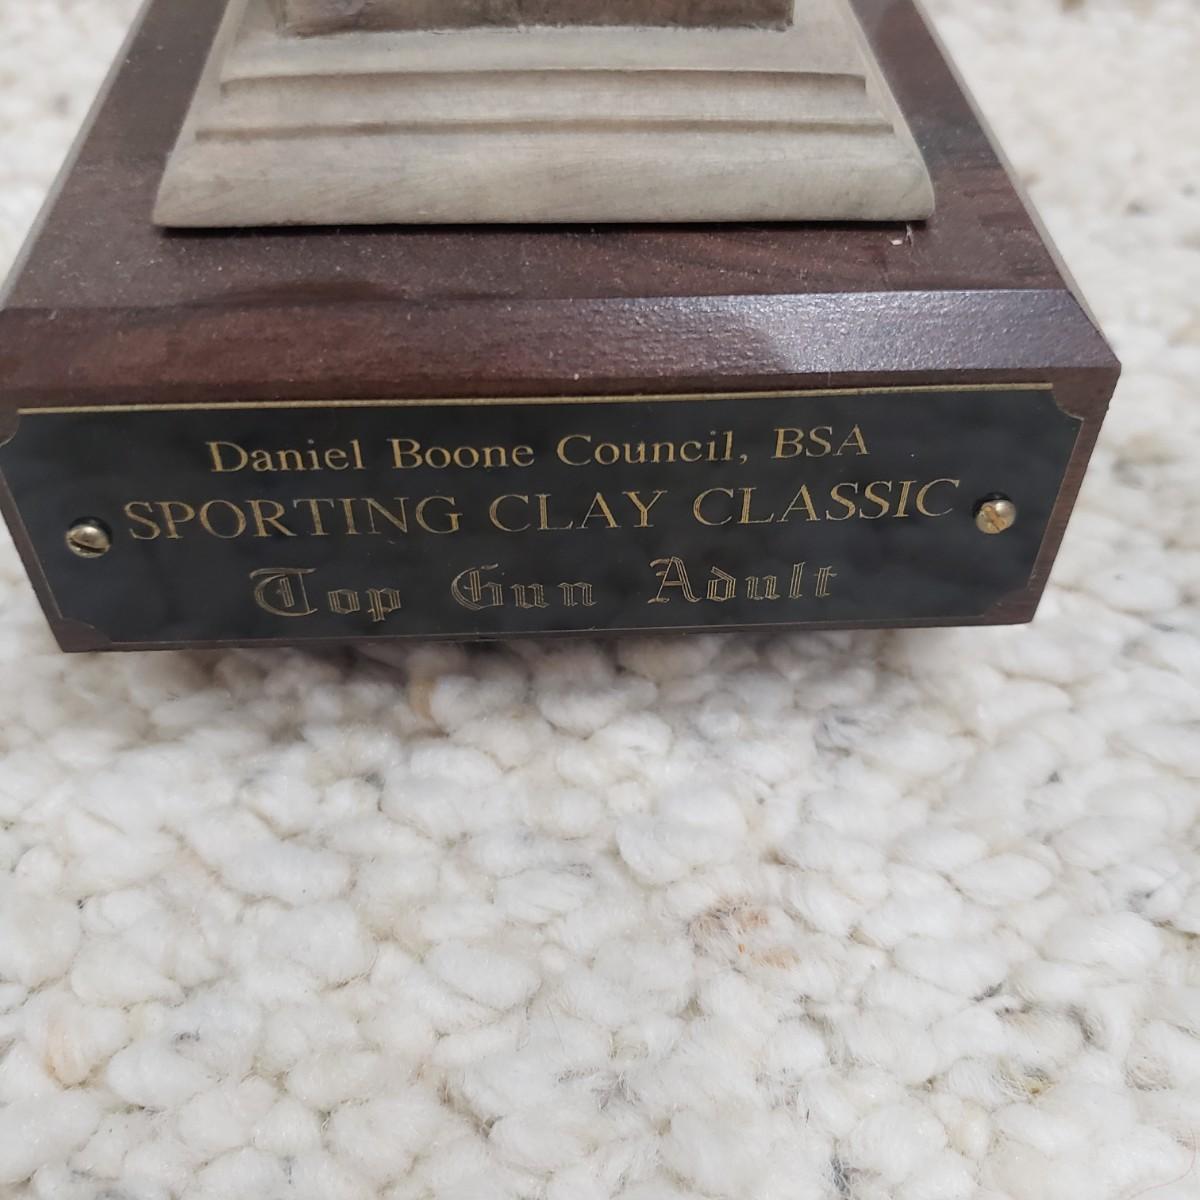 Daniel Boone Council, BSA
SPORTING CLAY CLASSIC
Top Gun Adult